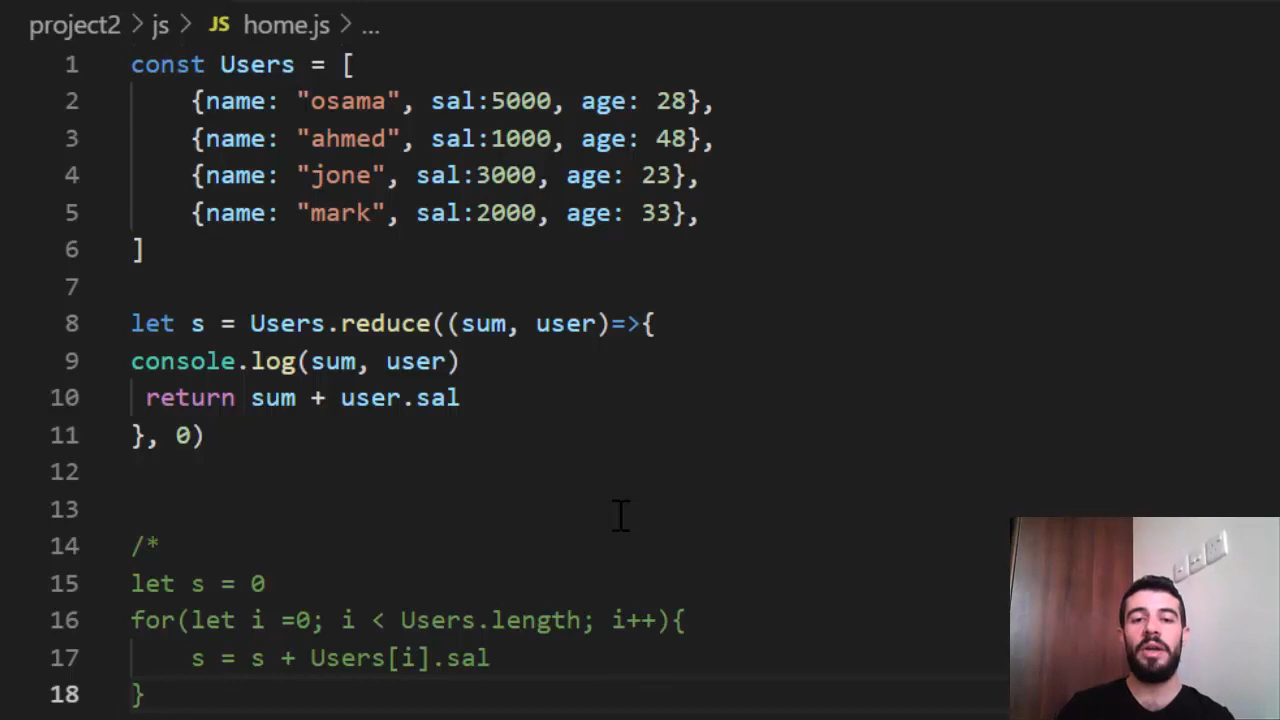 project2 > js > JS home.js > ...
1 const Users = [
2 {name: "osama", sal:5000, age: 28},
3 {name: "ahmed", sal:1000, age: 48},
4 {name: "jone", sal:3000, age: 23},
5 {name: "mark", sal:2000, age: 33},
6 ]
7
8 let s = Users.reduce((sum, user)=>{
9 console.log(sum, user)
10 return sum + user.sal
11 }, 0)
12
13
14 /*
15 let s = 0
16 for(let i =0; i < Users.length; i++){
17 s = s + Users[i].sal
18 }